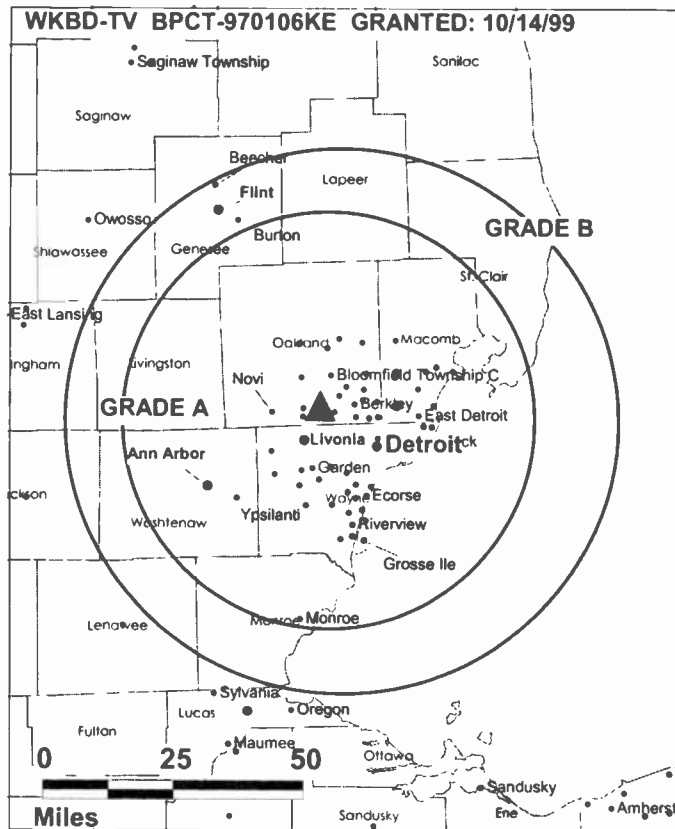 WKBD-TV BPCT-970106KE GRANTED: 10/14/99
Saginaw Township
Sanilac
Saginaw
Beecher
Lapeer
Flint
Owosso
GRADE B
Burton
Shiawassee
Genesee
St. Clair
East Lansing
Oakland
Macomb
Ingham
Livingston
Bloomfield Township C
Novi
GRADE A
Berkley
East Detroit
Livonia
Detroit
ck
Ann Arbor
Garden
Jackson
Wayne
Ecorse
Washtenaw
Ypsilanti
Riverview
Grosse Ile
Monroe
Monroe
Lenawee
Sylvania
Lucas
Oregon
Fultan
Maumee
Ottawa
0 25 50
Sandusky
Erie
Amherst
Miles
Sandusky